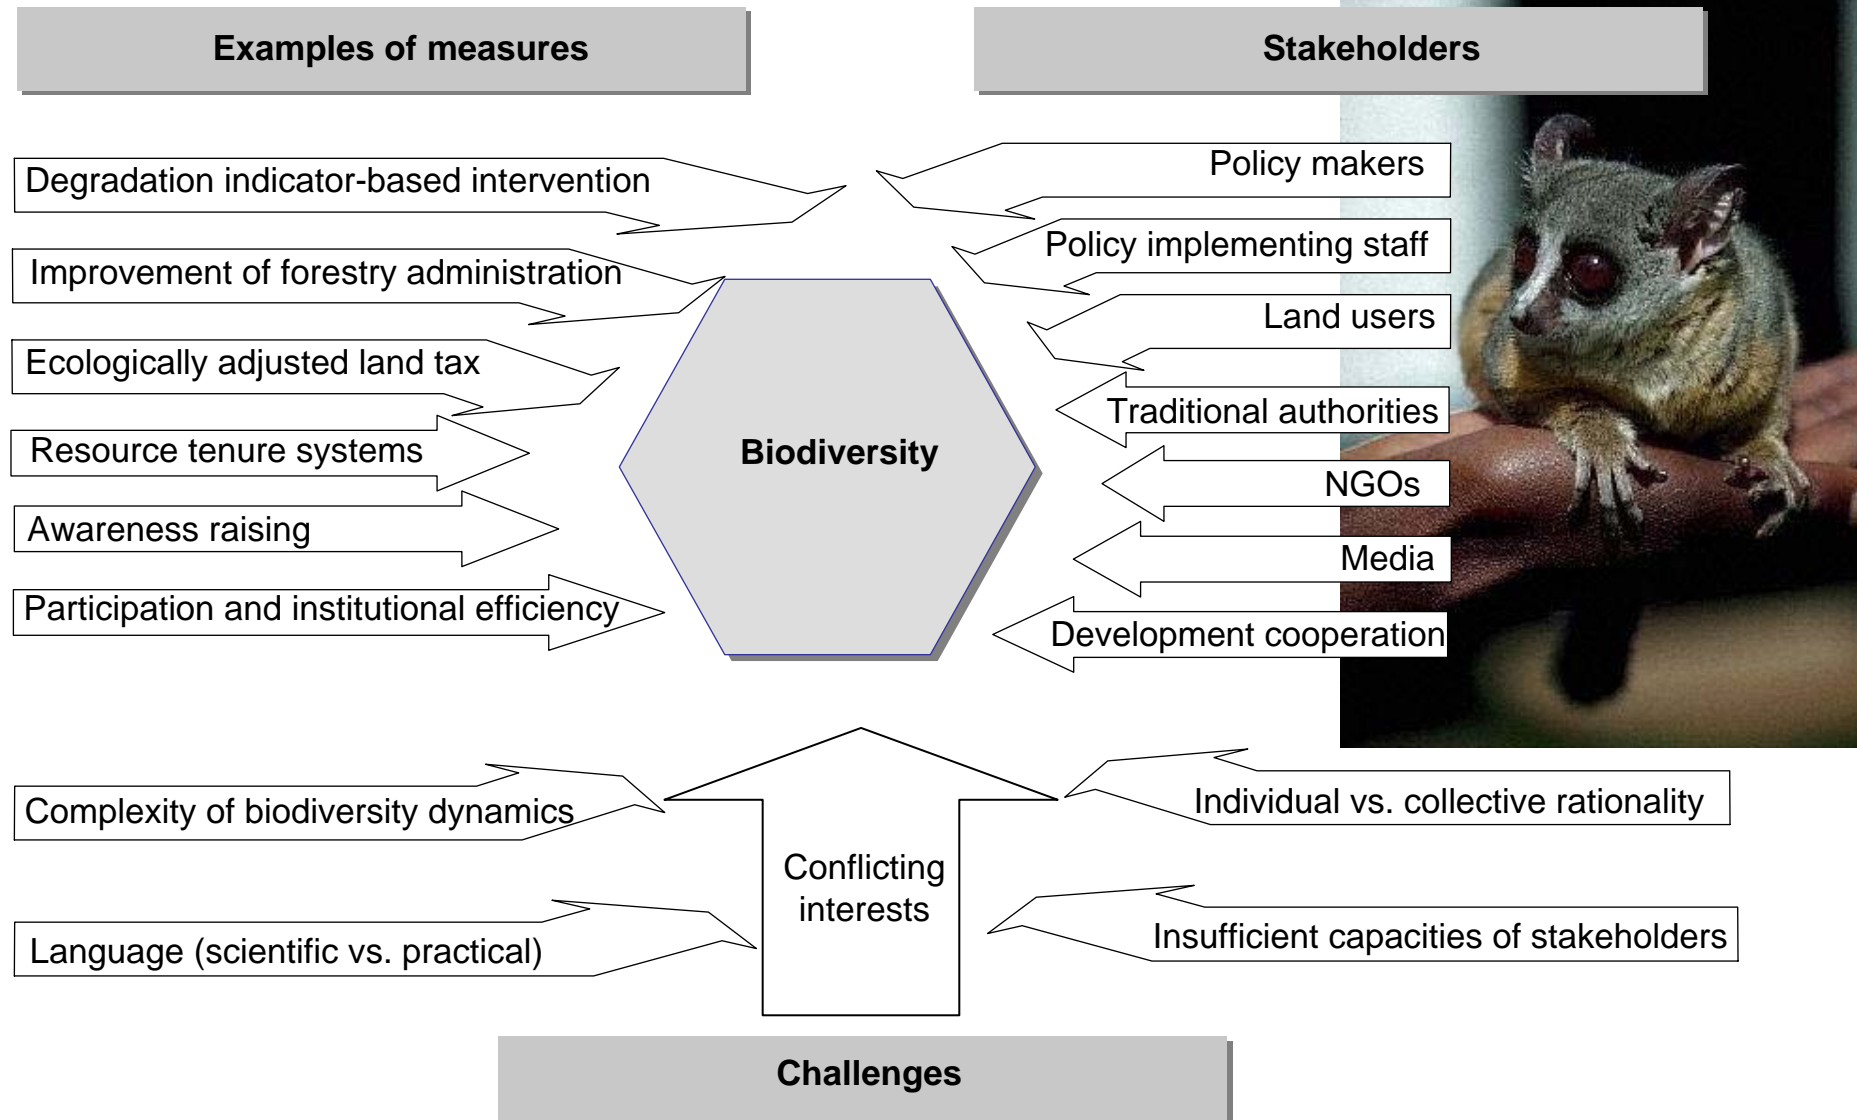 Examples of measures
Stakeholders
Degradation indicator-based intervention
Improvement of forestry administration
Ecologically adjusted land tax
Resource tenure systems
Awareness raising
Participation and institutional efficiency
Biodiversity
Policy makers
Policy implementing staff
Land users
Traditional authorities
NGOs
Media
Development cooperation
Complexity of biodiversity dynamics
Language (scientific vs. practical)
Conflicting
interests
Individual vs. collective rationality
Insufficient capacities of stakeholders
Challenges